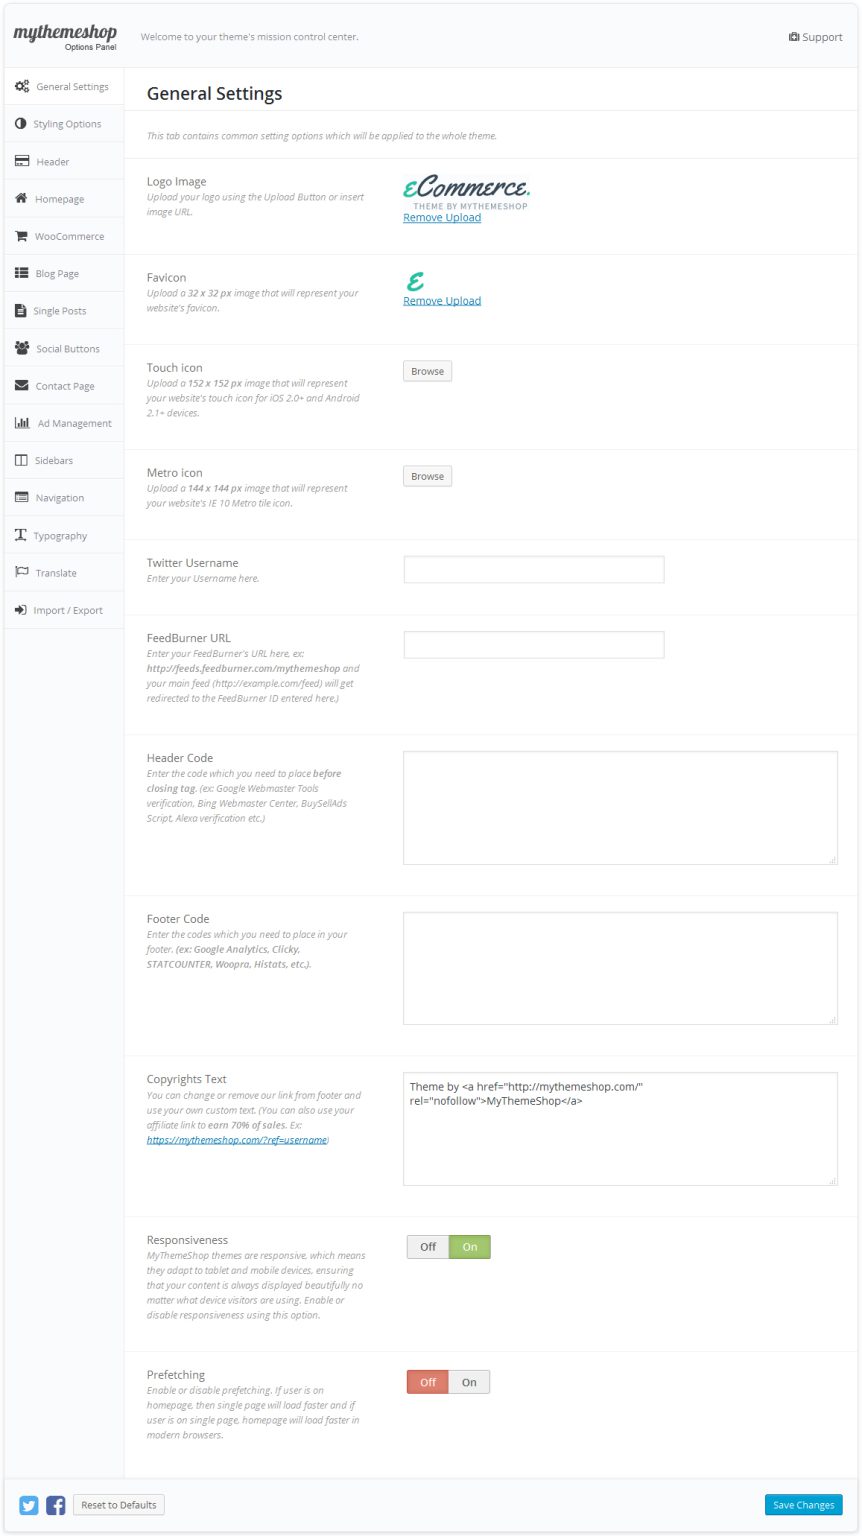 mythemeshop
Options Panel
Welcome to your theme's mission control center.
Support
General Settings
Styling Options
Header
Homepage
WooCommerce
Blog Page
Single Posts
Social Buttons
Contact Page
Ad Management
Sidebars
Navigation
Typography
Translate
Import / Export
General Settings
This tab contains common setting options which will be applied to the whole theme.
Logo Image
Upload your logo using the Upload Button or insert
image URL.
eCommerce.
THEME BY MYTHEMESHOP
Remove Upload
Favicon
Upload a 32 x 32 px image that will represent your
website's favicon.
E
Remove Upload
Touch icon
Upload a 152 x 152 px image that will represent
your website's touch icon for iOS 2.0+ and Android
2.1+ devices.
Browse
Metro icon
Upload a 144 x 144 px image that will represent
your website's IE 10 Metro tile icon.
Browse
Twitter Username
Enter your Username here.
FeedBurner URL
Enter your FeedBurner's URL here, ex:
http://feeds.feedburner.com/mythemeshop and
your main feed (http://example.com/feed) will get
redirected to the FeedBurner ID entered here.)
Header Code
Enter the code which you need to place before
closing tag. (ex: Google Webmaster Tools
verification, Bing Webmaster Center, BuySellAds
Script, Alexa verification etc.)
Footer Code
Enter the codes which you need to place in your
footer. (ex: Google Analytics, Clicky,
STATCOUNTER, Woopra, Histats, etc.).
Copyrights Text
You can change or remove our link from footer and
use your own custom text. (You can also use your
affiliate link to earn 70% of sales. Ex:
https://mythemeshop.com/?ref=username)
Theme by <a href="http://mythemeshop.com/"
rel="nofollow">MyThemeShop</a>
Responsiveness
MyThemeShop themes are responsive, which means
they adapt to tablet and mobile devices, ensuring
that your content is always displayed beautifully no
matter what device visitors are using. Enable or
disable responsiveness using this option.
Off On
Prefetching
Enable or disable prefetching. If user is on
homepage, then single page will load faster and if
user is on single page, homepage will load faster in
modern browsers.
Off On
Reset to Defaults
Save Changes